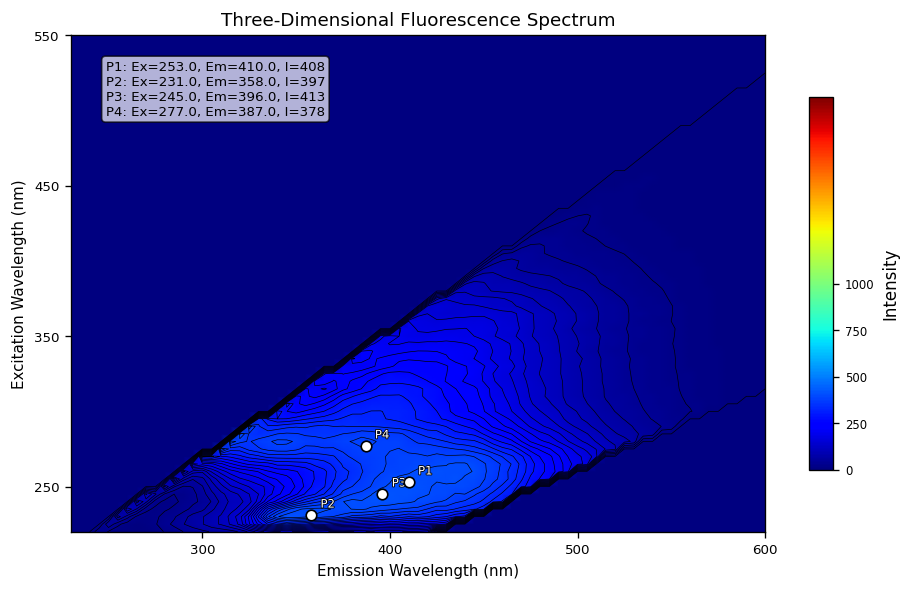 Three-Dimensional Fluorescence Spectrum
550
450
350
250
Excitation Wavelength (nm)
P1: Ex=253.0, Em=410.0, I=408
P2: Ex=231.0, Em=358.0, I=397
P3: Ex=245.0, Em=396.0, I=413
P4: Ex=277.0, Em=387.0, I=378
P4
P1
P3
P2
300
400
500
600
Emission Wavelength (nm)
1000
750
500
250
0
Intensity